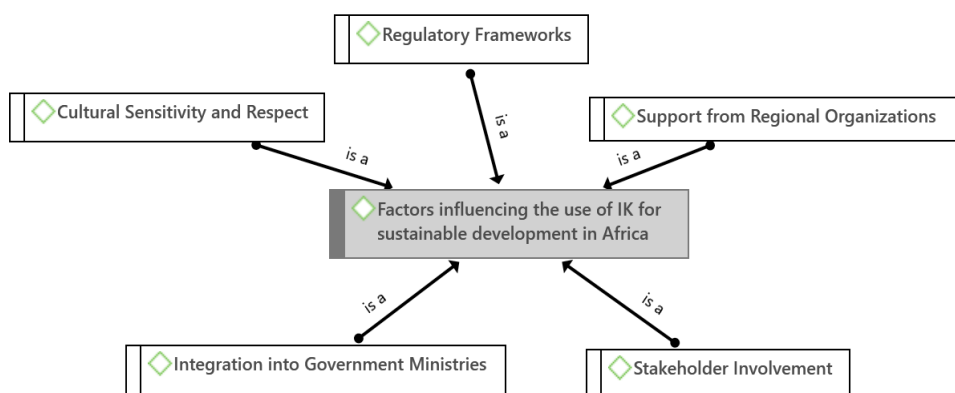 Regulatory Frameworks
Cultural Sensitivity and Respect
Support from Regional Organizations
is a
is a
is a
Factors influencing the use of IK for
sustainable development in Africa
is a
is a
Integration into Government Ministries
Stakeholder Involvement